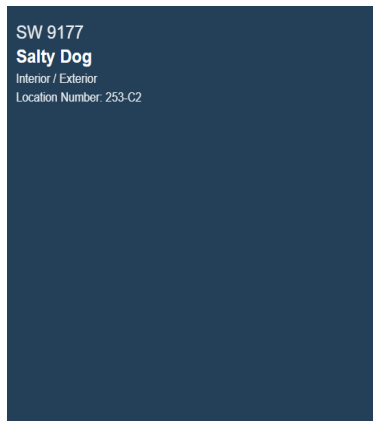 SW 9177
Salty Dog
Interior / Exterior
Location Number: 253-C2